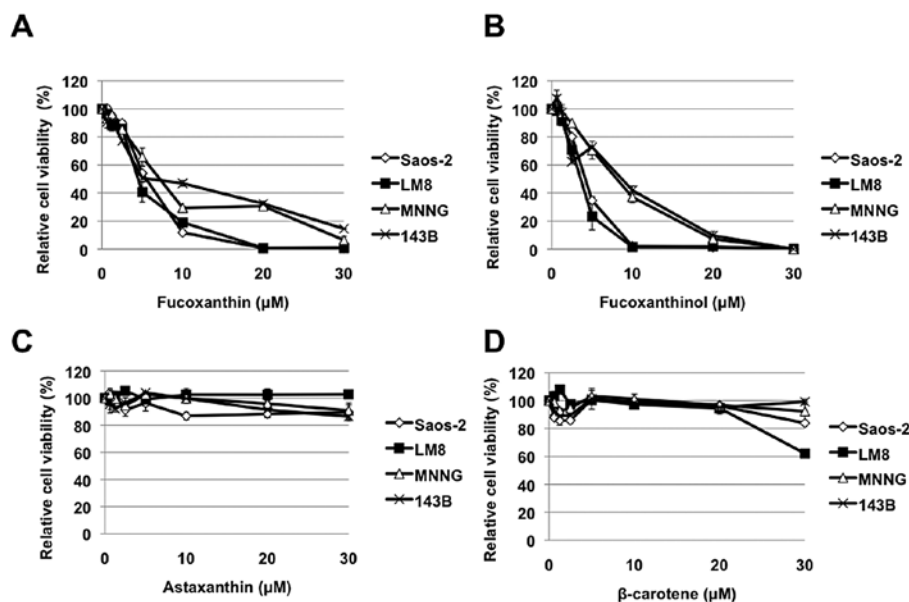 A
Relative cell viability (%)
120
100
80
60
40
20
0
0 10 20 30
Fucoxanthin (µM)
Saos-2
LM8
MNNG
143B
B
Relative cell viability (%)
120
100
80
60
40
20
0
0 10 20 30
Fucoxanthinol (µM)
Saos-2
LM8
MNNG
143B
C
Relative cell viability (%)
120
100
80
60
40
20
0
0 10 20 30
Astaxanthin (µM)
Saos-2
LM8
MNNG
143B
D
Relative cell viability (%)
120
100
80
60
40
20
0
0 10 20 30
β-carotene (µM)
Saos-2
LM8
MNNG
143B